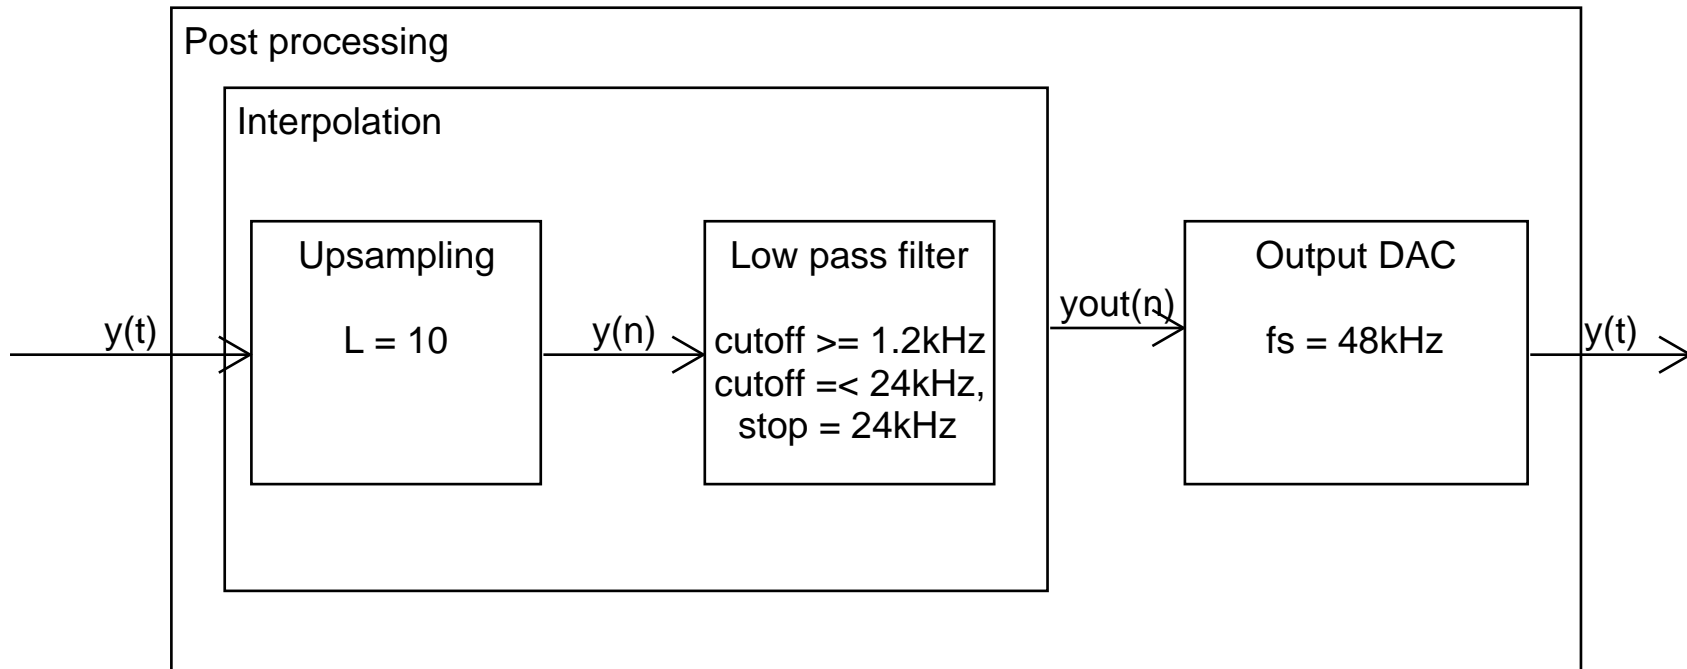 Post processing
Interpolation
Upsampling
L = 10
Low pass filter
cutoff >= 1.2kHz
cutoff =< 24kHz,
stop = 24kHz
Output DAC
fs = 48kHz
y(t)
y(n)
yout(n)
y(t)